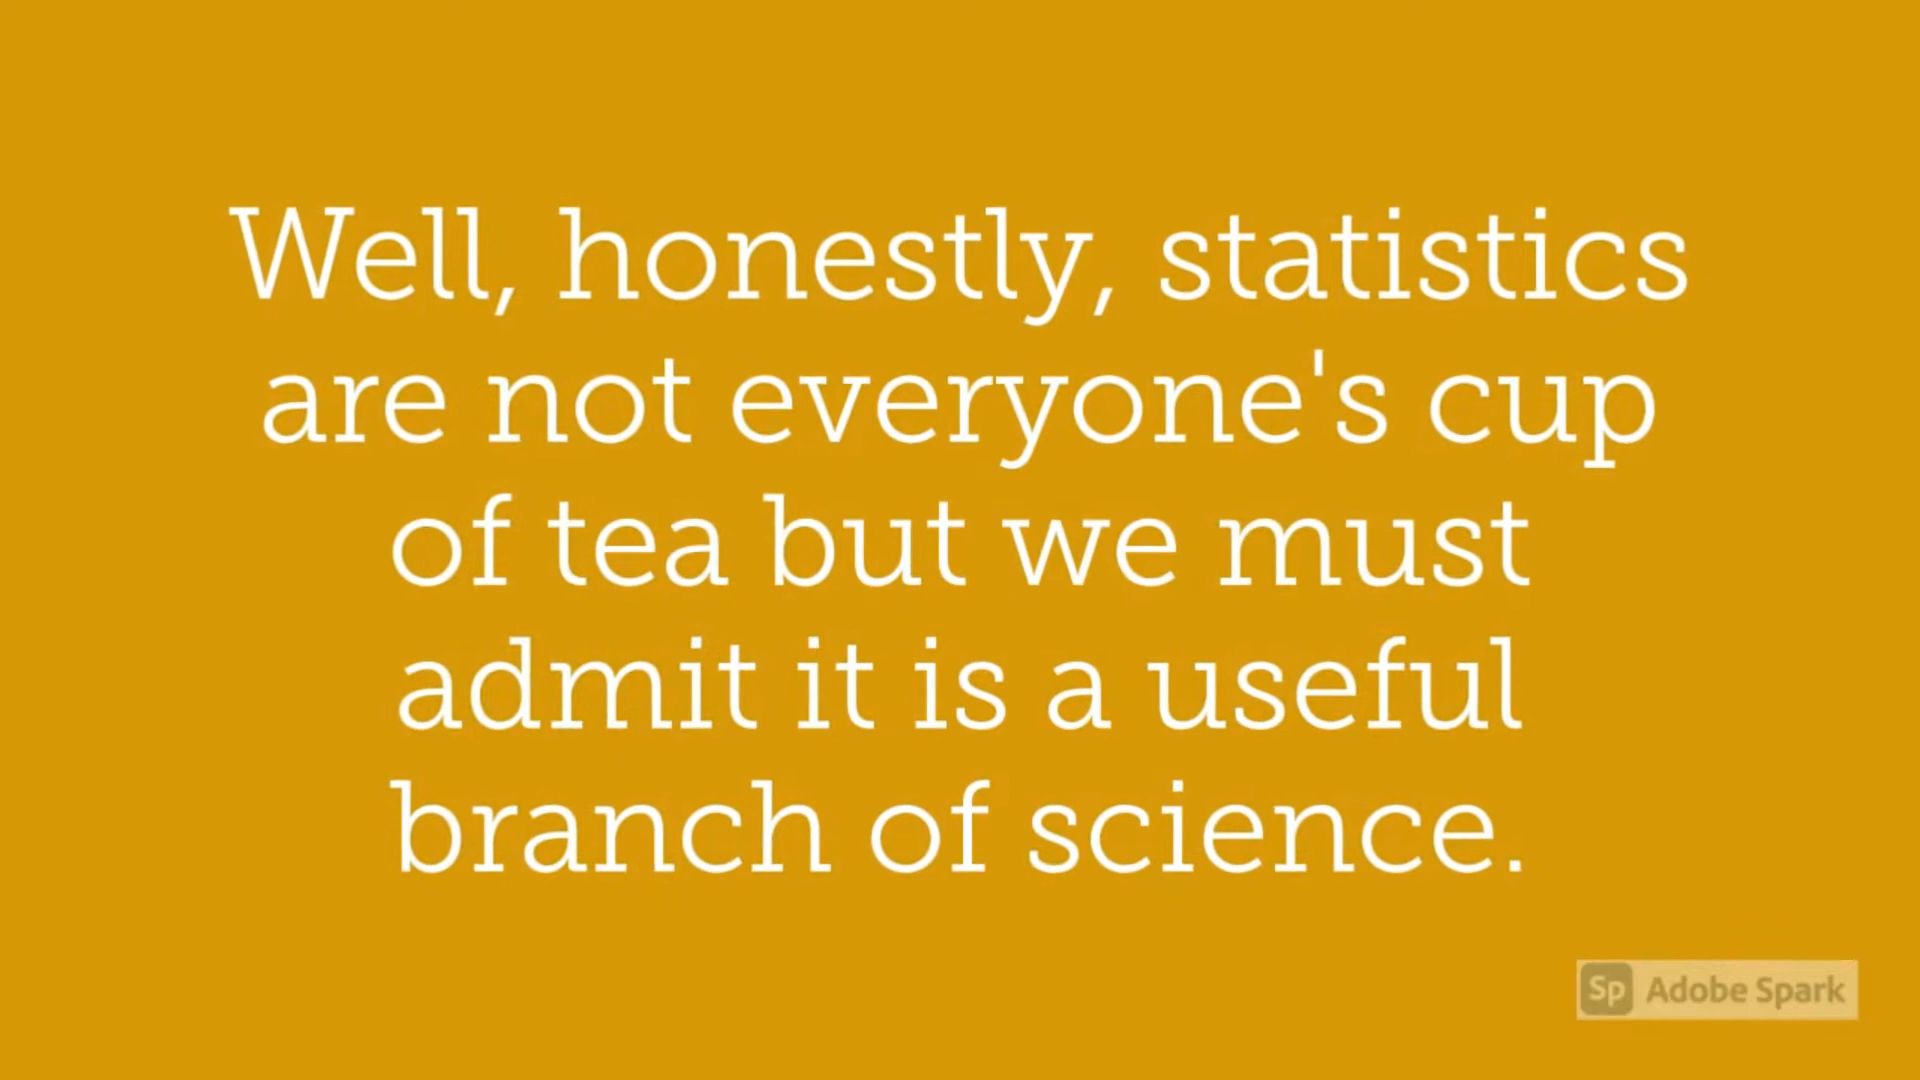 Well, honestly, statistics
are not everyone's cup
of tea but we must
admit it is a useful
branch of science.
Sp Adobe Spark